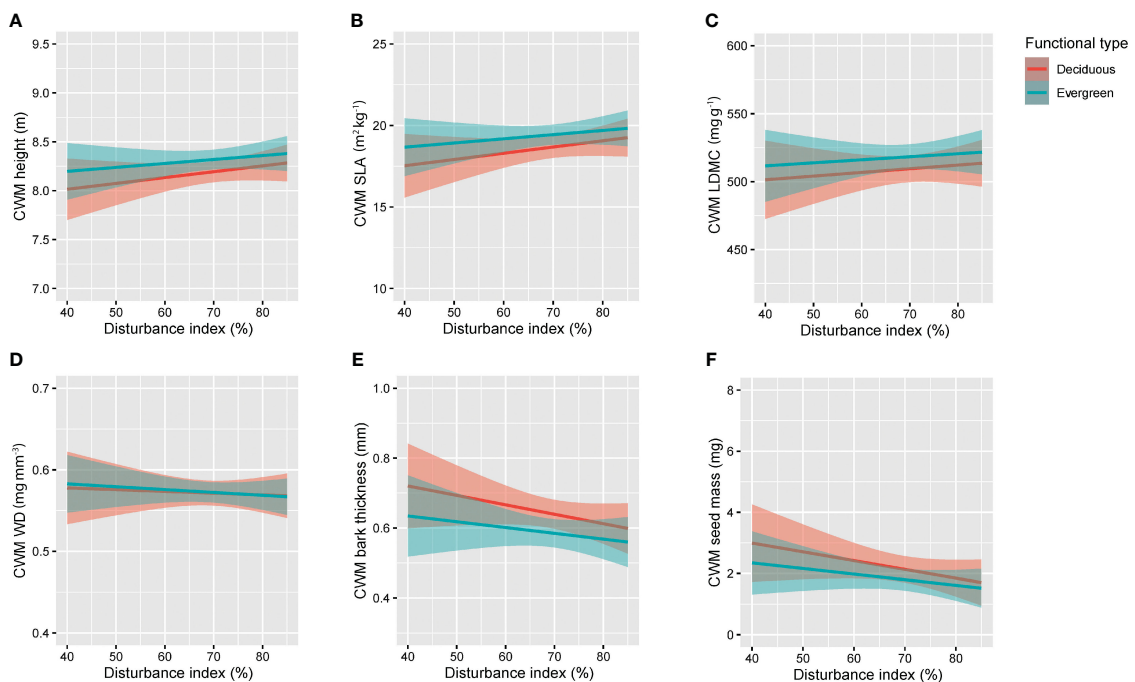 A
CWM height (m)
9.5
9.0
8.5
8.0
7.5
7.0
40 50 60 70 80
Disturbance index (%)
B
CWM SLA (m² kg⁻¹)
25
20
15
10
40 50 60 70 80
Disturbance index (%)
C
CWM LDMC (mg g⁻¹)
600
550
500
450
40 50 60 70 80
Disturbance index (%)
Functional type
Deciduous
Evergreen
D
CWM WD (mg mm⁻³)
0.7
0.6
0.5
0.4
40 50 60 70 80
Disturbance index (%)
E
CWM bark thickness (mm)
1.0
0.8
0.6
0.4
40 50 60 70 80
Disturbance index (%)
F
CWM seed mass (mg)
8
6
4
2
0
40 50 60 70 80
Disturbance index (%)